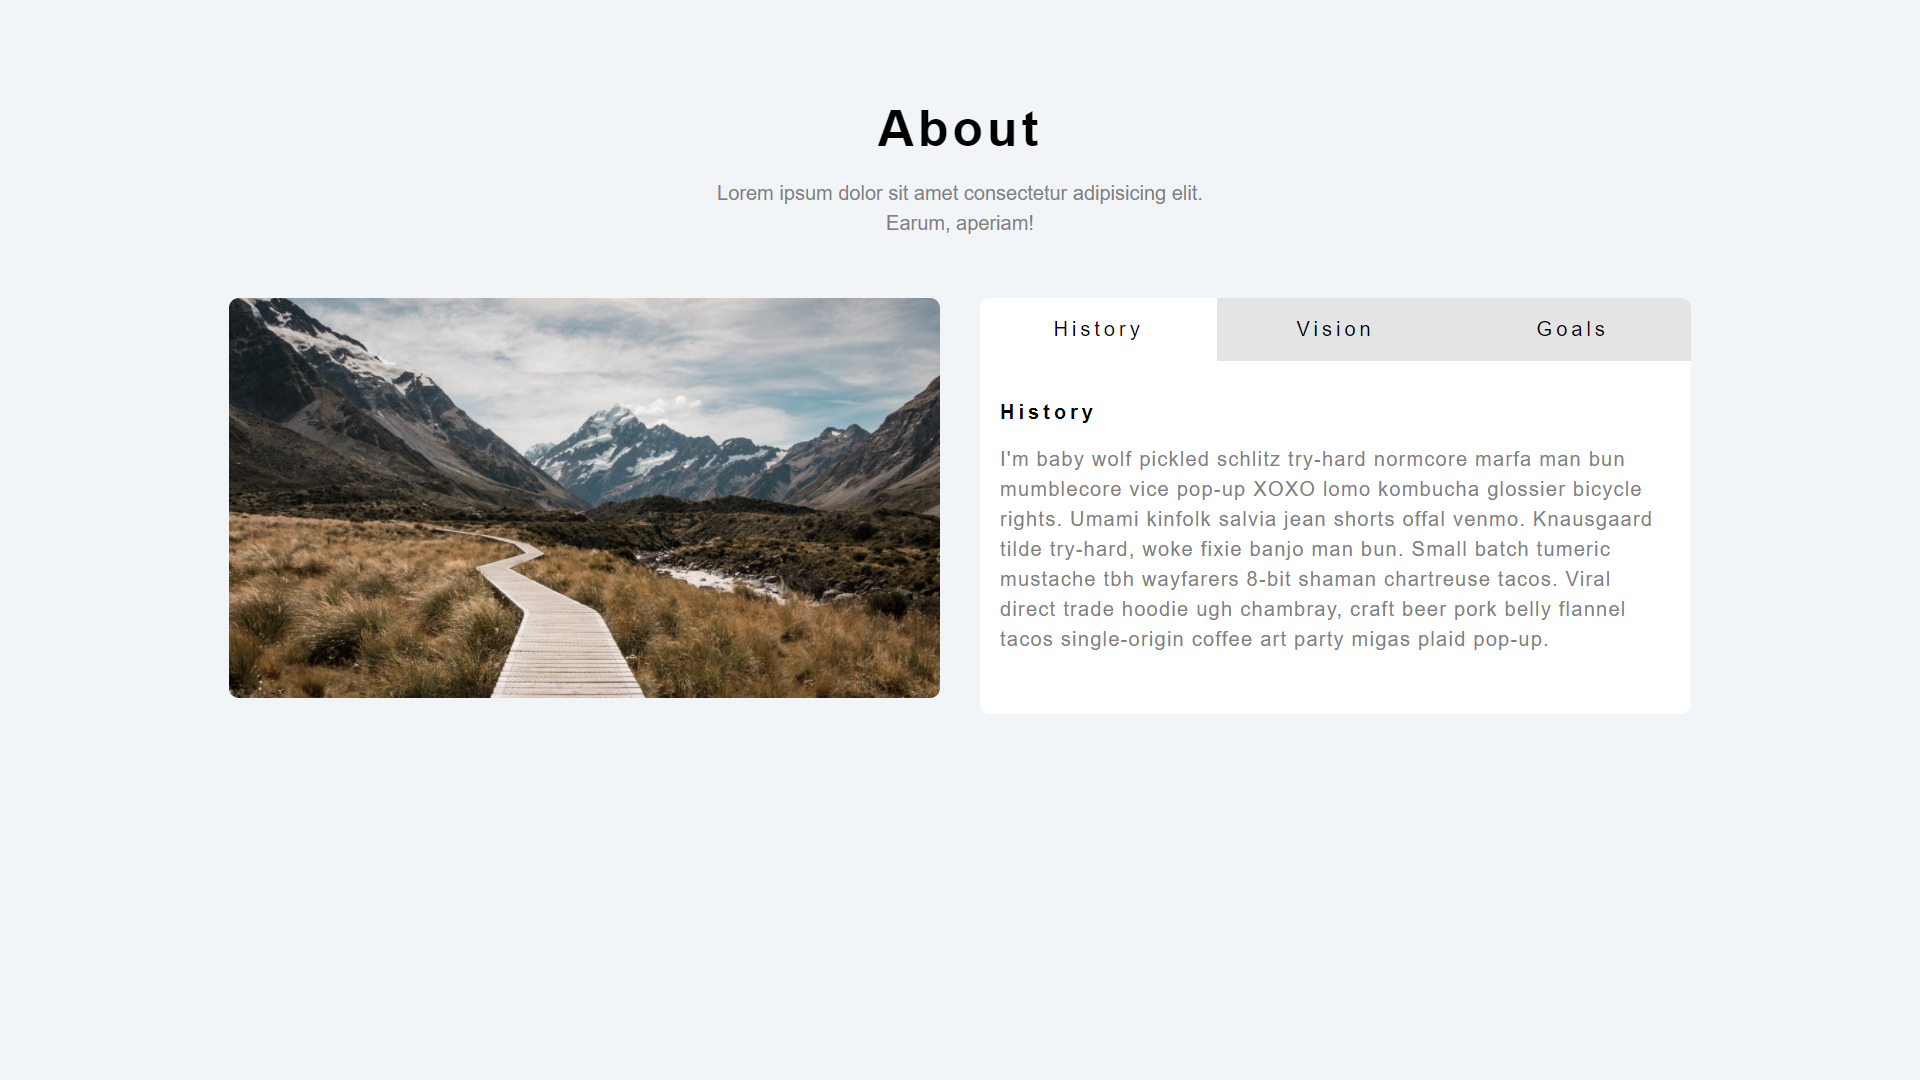 About
Lorem ipsum dolor sit amet consectetur adipisicing elit.
Earum, aperiam!
History
Vision
Goals
History
I'm baby wolf pickled schlitz try-hard normcore marfa man bun
mumblecore vice pop-up XOXO lomo kombucha glossier bicycle
rights. Umami kinfolk salvia jean shorts offal venmo. Knausgaard
tilde try-hard, woke fixie banjo man bun. Small batch tumeric
mustache tbh wayfarers 8-bit shaman chartreuse tacos. Viral
direct trade hoodie ugh chambray, craft beer pork belly flannel
tacos single-origin coffee art party migas plaid pop-up.